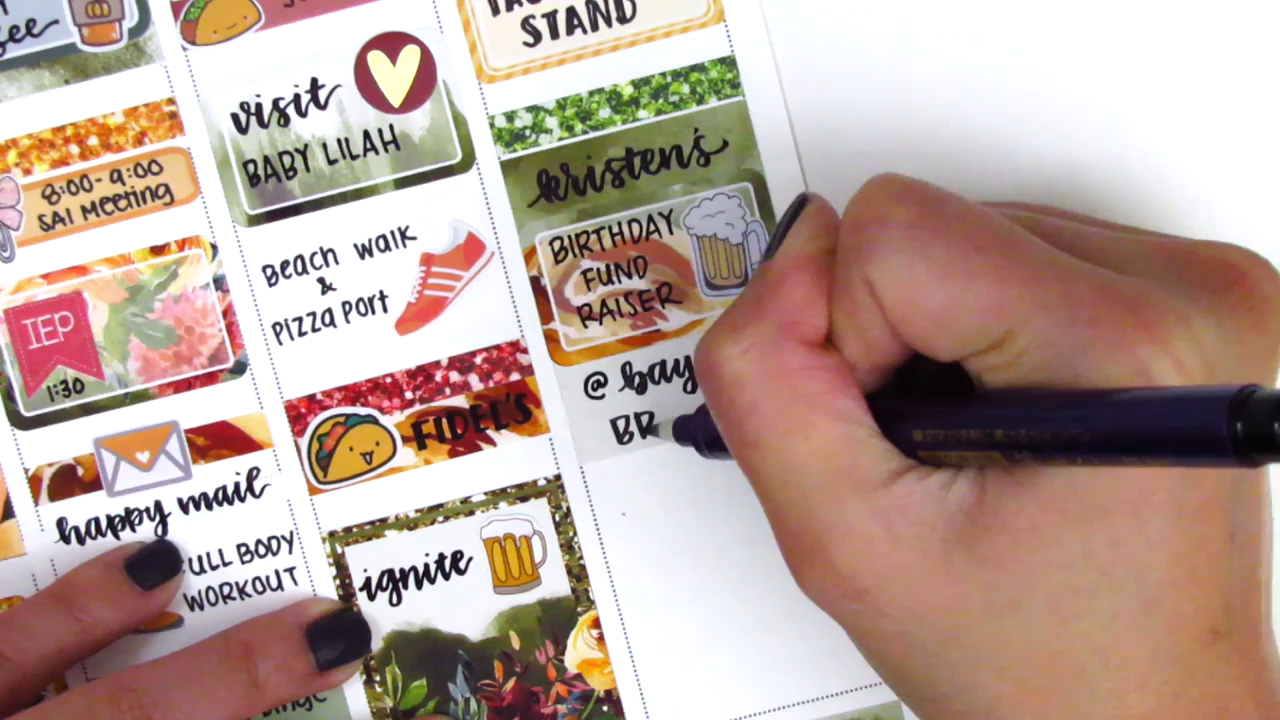 8:00-9:00
SAI Meeting
IEP
1:30
happy mail
FULL BODY
WORKOUT
visit
BABY LILAH
Beach walk
&
Pizza Port
FIDEL'S
ignite
STAND
kristen's
BIRTHDAY
FUND
RAISER
@ bay
BR